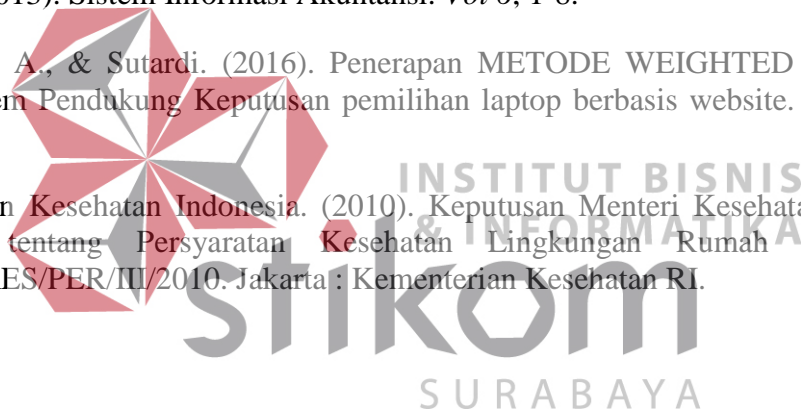 015). Sistem Informasi Akuntansi. Vol 6, 1-8.
A., & Sutardi. (2016). Penerapan METODE WEIGHTED
em Pendukung Keputusan pemilihan laptop berbasis website.
n Kesehatan Indonesia. (2010). Keputusan Menteri Kesehata
tentang Persyaratan Kesehatan Lingkungan Rumah
ES/PER/III/2010. Jakarta : Kementerian Kesehatan RI.
INSTITUT BISNIS
& INFORMATIKA
stikom
SURABAYA